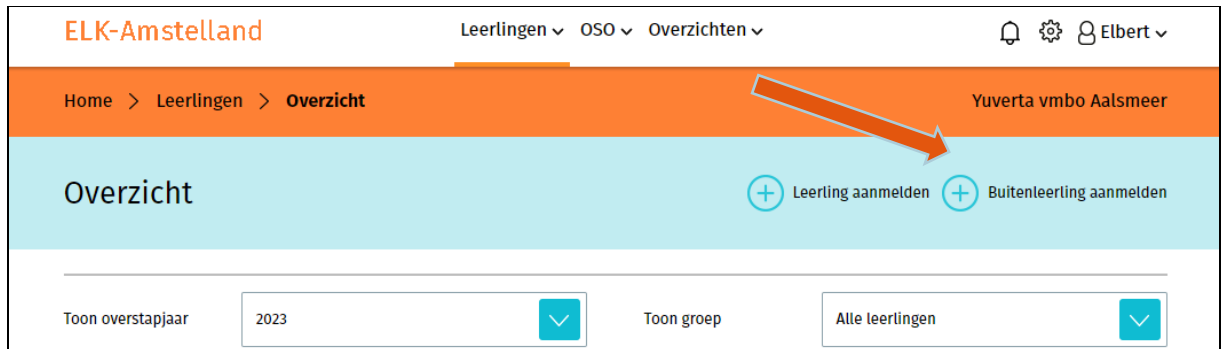 ELK-Amstelland Leerlingen OSO Overzichten Elbert
Home > Leerlingen > Overzicht Yuverta vmbo Aalsmeer
Overzicht Leerling aanmelden Buitenleerling aanmelden
Toon overstapjaar 2023 Toon groep Alle leerlingen